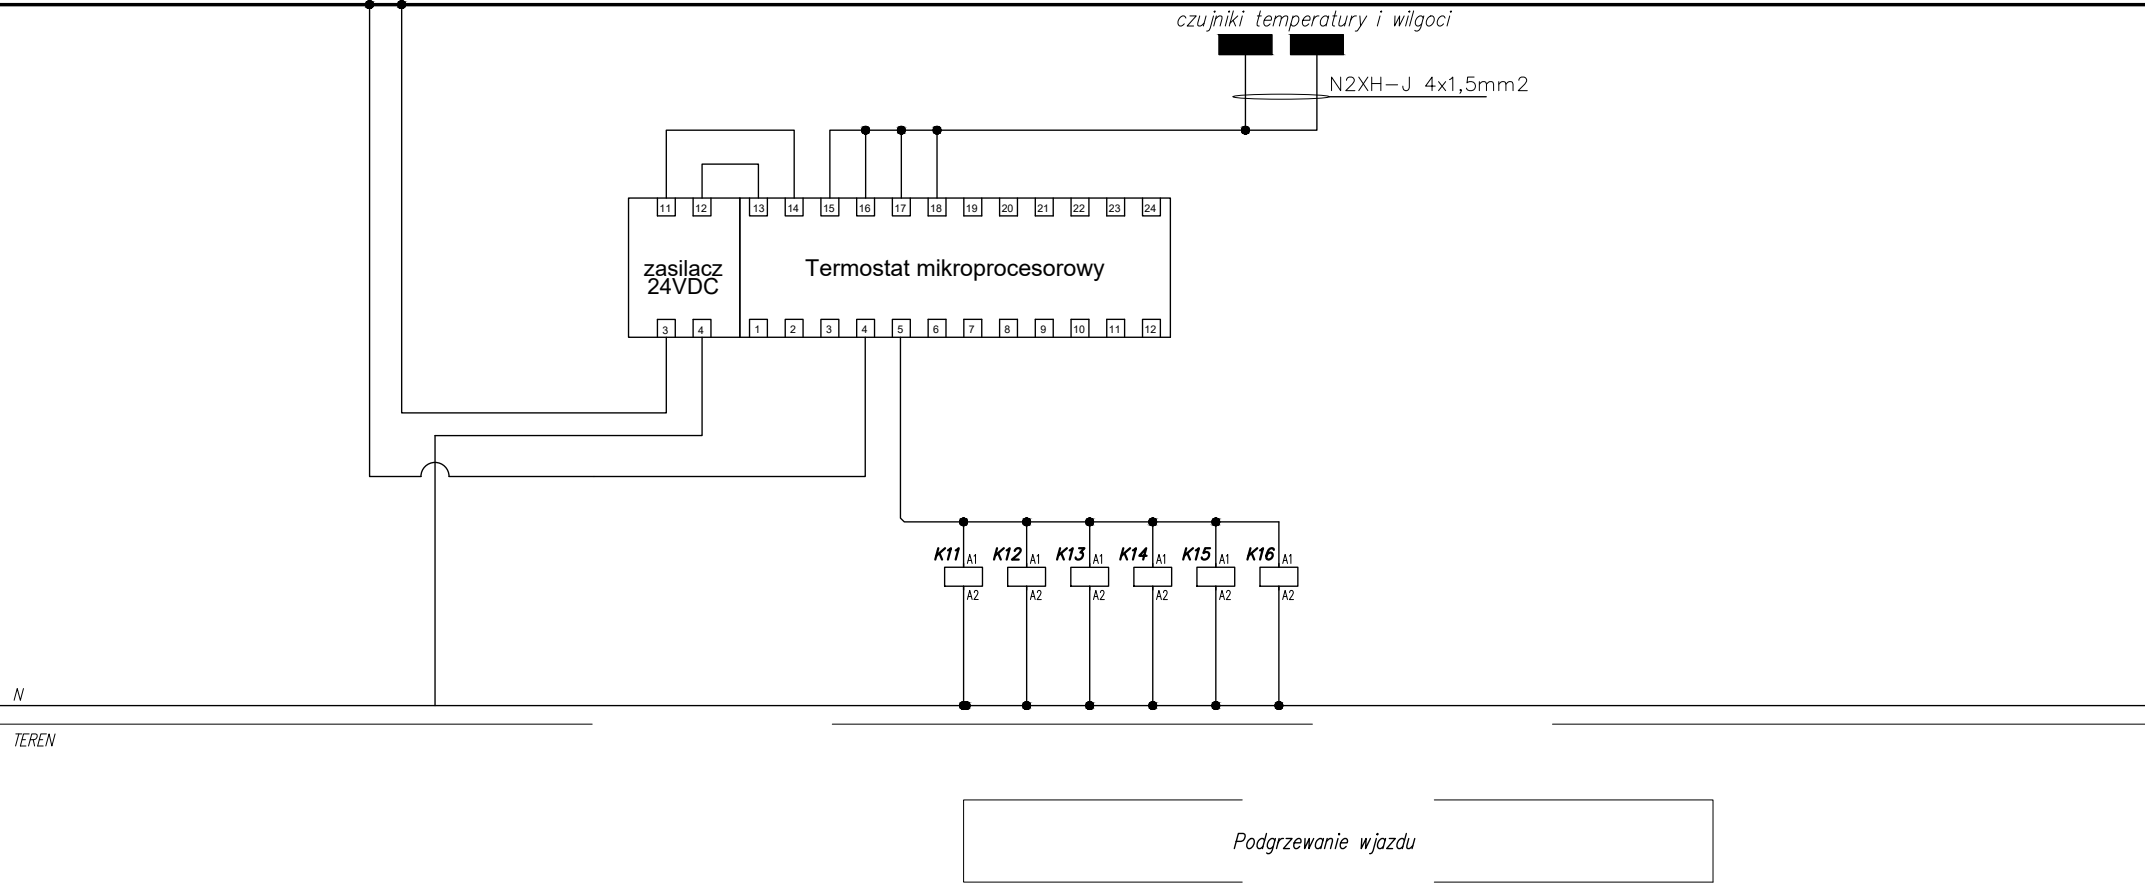 czujniki temperatury i wilgoci
N2XH-J 4x1,5mm2
11 12 13 14 15 16 17 18 19 20 21 22 23 24
zasilacz
24VDC
Termostat mikroprocesorowy
3 4 1 2 3 4 5 6 7 8 9 10 11 12
K11 A1 K12 A1 K13 A1 K14 A1 K15 A1 K16 A1
A2 A2 A2 A2 A2 A2
N
TEREN
Podgrzewanie wjazdu